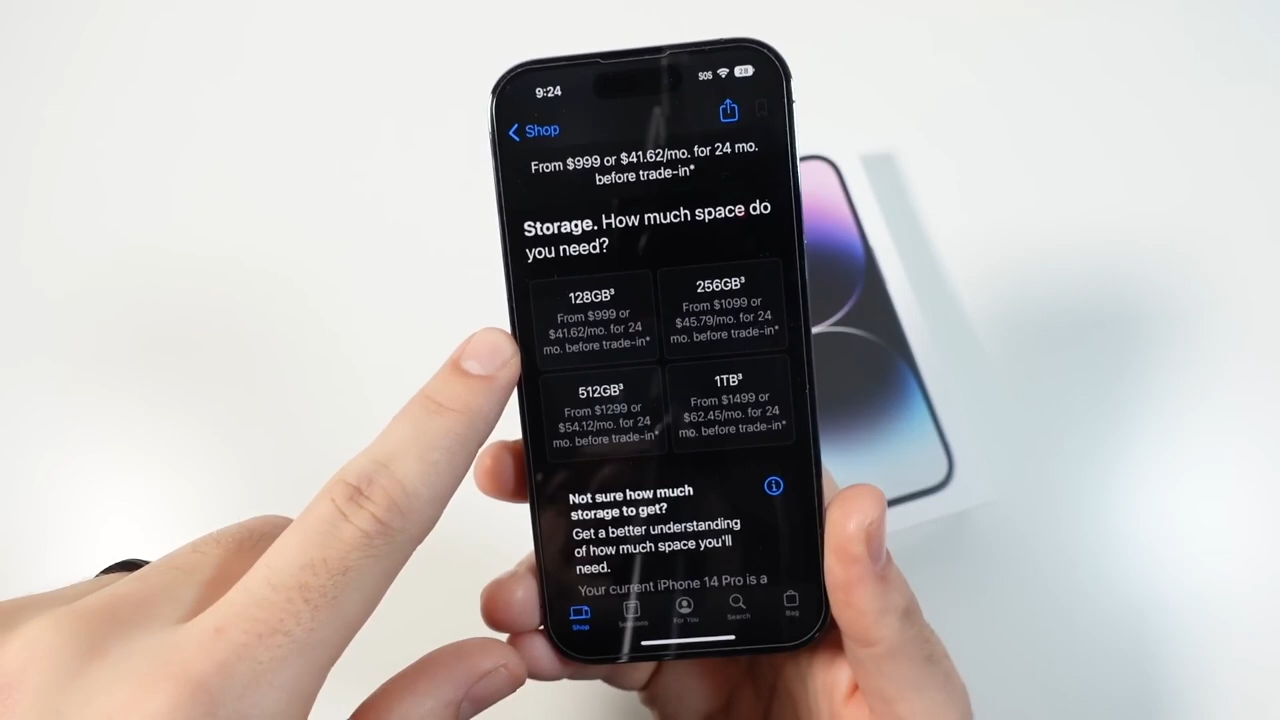 9:24
SOS
28
Shop
From $999 or $41.62/mo. for 24 mo.
before trade-in*
Storage. How much space do
you need?
128GB³
From $999 or
$41.62/mo. for 24
mo. before trade-in*
256GB³
From $1099 or
$45.79/mo. for 24
mo. before trade-in*
512GB³
From $1299 or
$54.12/mo. for 24
mo. before trade-in*
1TB³
From $1499 or
$62.45/mo. for 24
mo. before trade-in*
Not sure how much
storage to get?
Get a better understanding
of how much space you'll
need.
Your current iPhone 14 Pro is a
Shop
Sessions
For You
Search
Bag